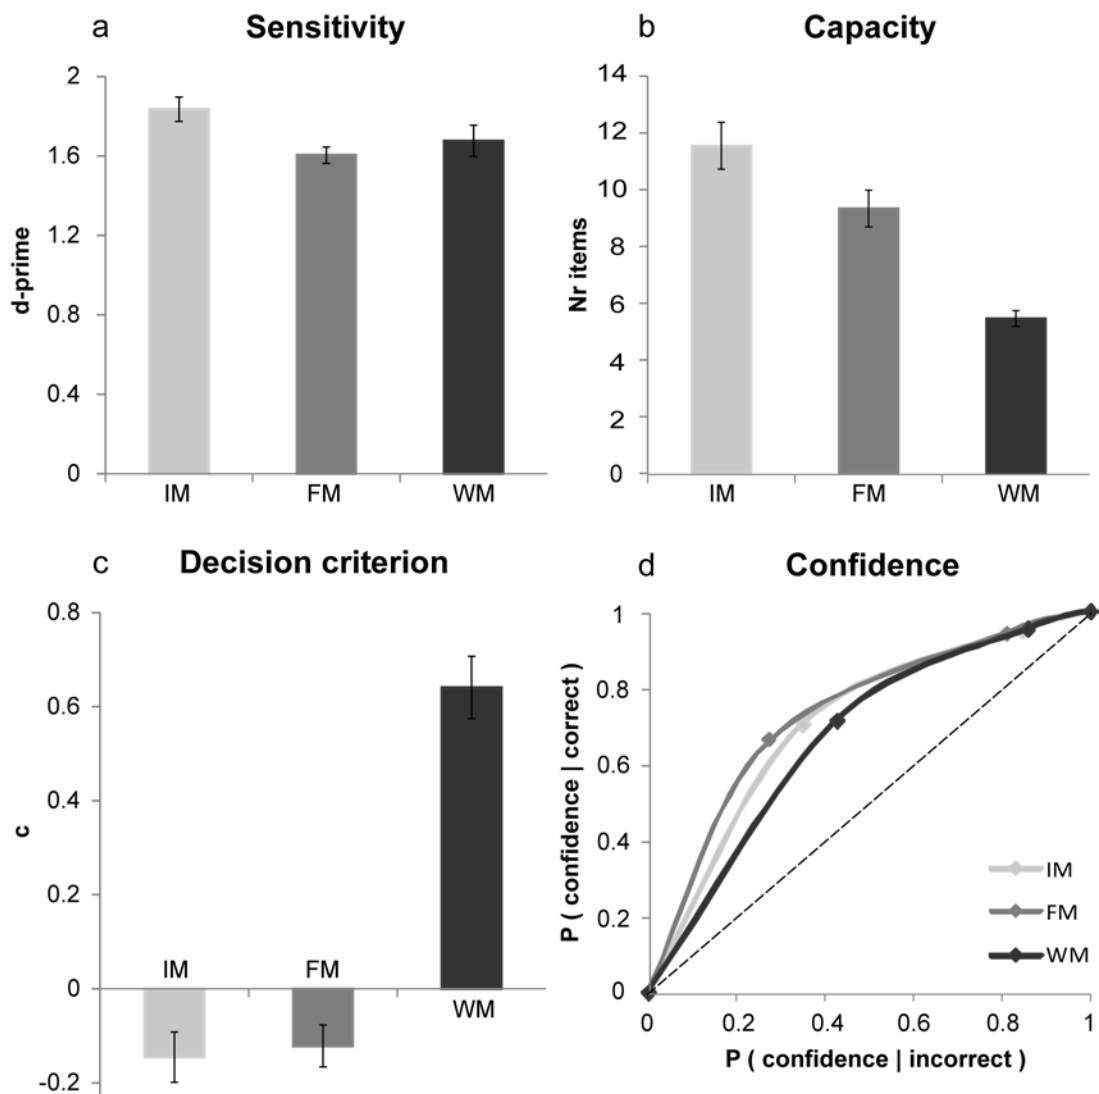 a Sensitivity
2
1.6
1.2
0.8
0.4
0
d-prime
IM FM WM
b Capacity
14
12
10
8
6
4
2
0
Nr items
IM FM WM
c Decision criterion
0.8
0.6
0.4
0.2
0
-0.2
c
IM FM
WM
d Confidence
1
0.8
0.6
0.4
0.2
0
P ( confidence | correct )
IM
FM
WM
0 0.2 0.4 0.6 0.8 1
P ( confidence | incorrect )